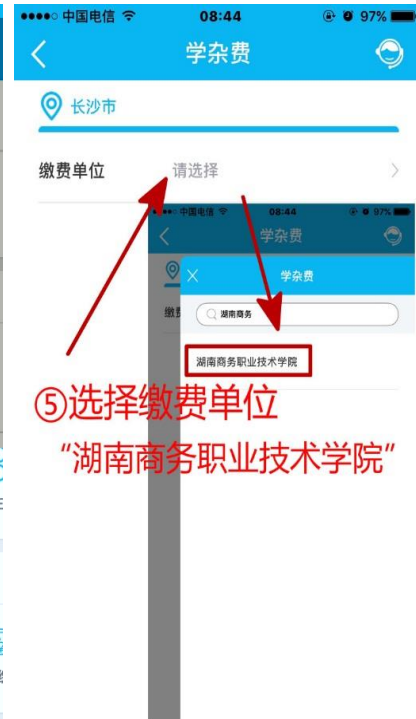 中国电信 08:44 97%
学杂费
长沙市
缴费单位 请选择
中国电信 08:44 97%
学杂费
学杂费
湖南商务
湖南商务职业技术学院
⑤选择缴费单位
“湖南商务职业技术学院”